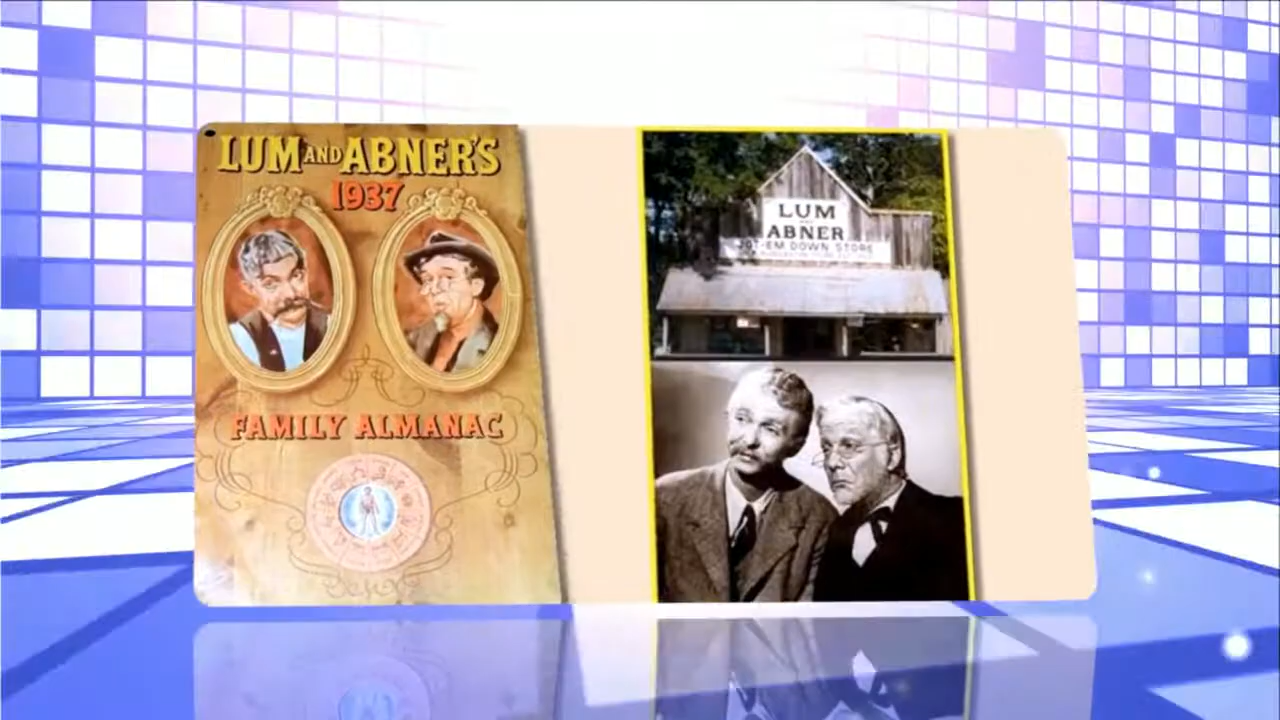 LUM AND ABNER'S
1937
FAMILY ALMANAC
LUM
AND
ABNER
JOT-EM DOWN STORE